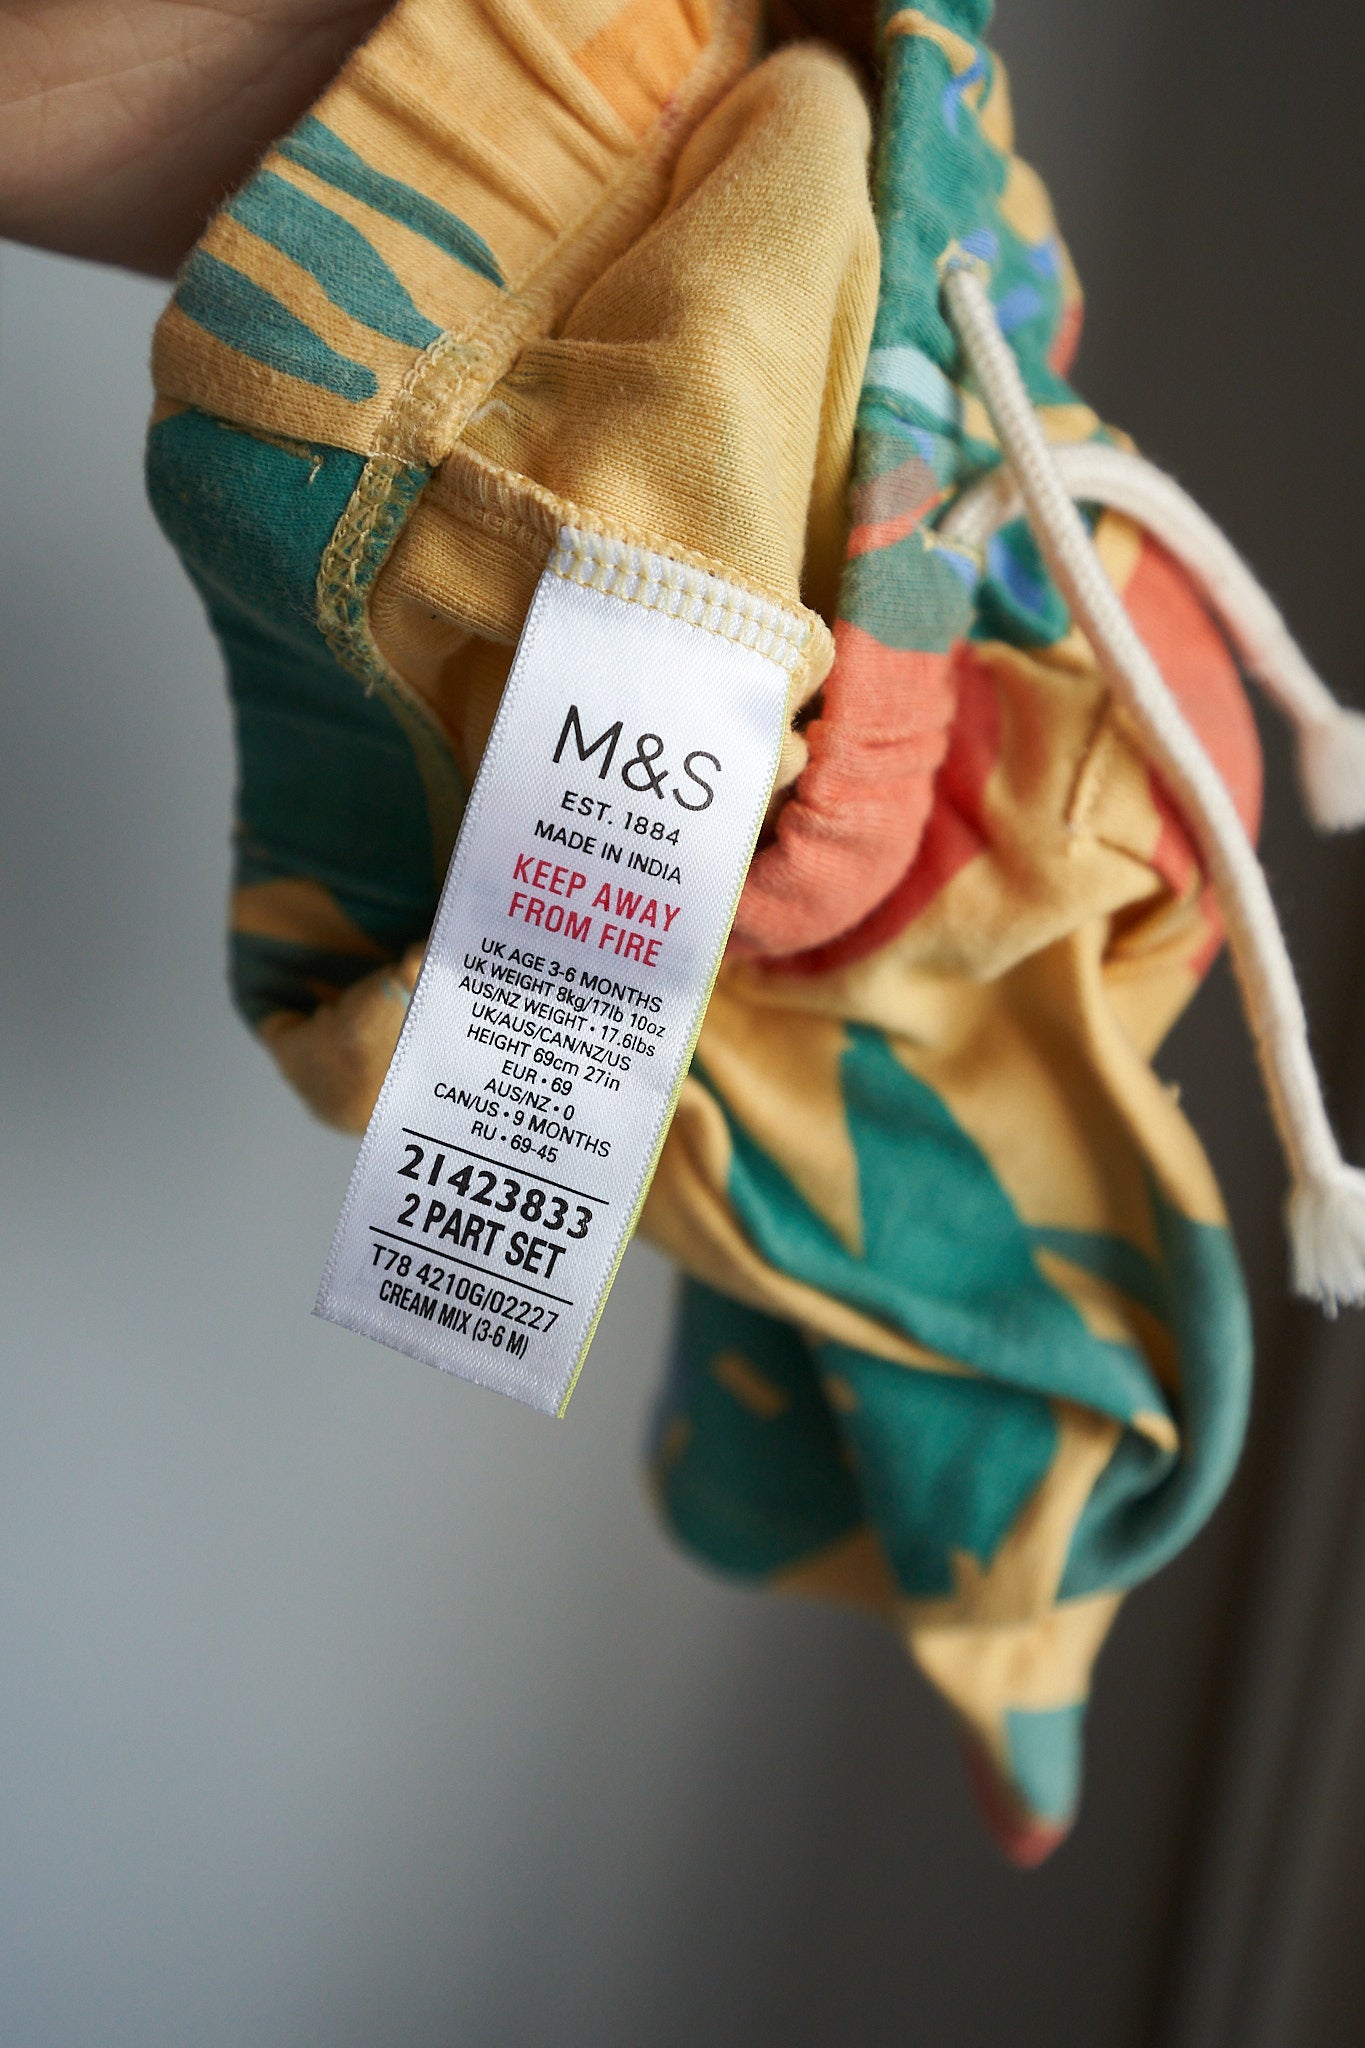 M&S
EST. 1884
MADE IN INDIA
KEEP AWAY
FROM FIRE
UK AGE 3-6 MONTHS
UK WEIGHT 8kg/17lb 10oz
AUS/NZ WEIGHT • 17.6lbs
UK/AUS/CAN/NZ/US
HEIGHT 69cm 27in
EUR • 69
AUS/NZ • 0
CAN/US • 9 MONTHS
RU • 69-45
21423833
2 PART SET
T78 4210G/02227
CREAM MIX (3-6 M)